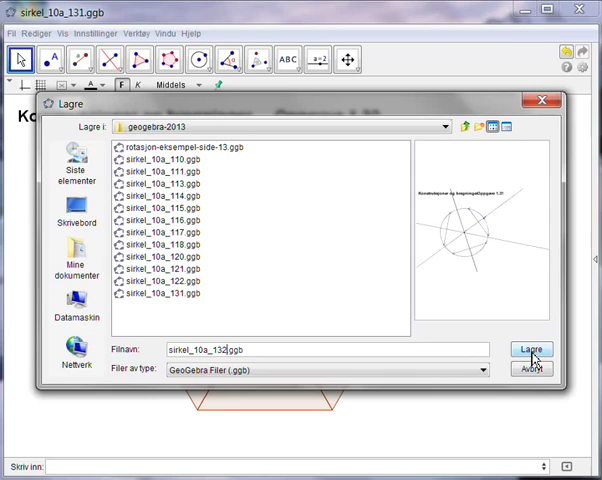 sirkel_10a_131.ggb
Fil Rediger Vis Innstillinger Verktøy Vindu Hjelp
A
ABC
a=2
A F K Middels
Lagre
Lagre i: geogebra-2013
Siste elementer
Skrivebord
Mine dokumenter
Datamaskin
Nettverk
rotasjon-eksempel-side-13.ggb
sirkel_10a_110.ggb
sirkel_10a_111.ggb
sirkel_10a_113.ggb
sirkel_10a_114.ggb
sirkel_10a_115.ggb
sirkel_10a_116.ggb
sirkel_10a_117.ggb
sirkel_10a_118.ggb
sirkel_10a_120.ggb
sirkel_10a_121.ggb
sirkel_10a_122.ggb
sirkel_10a_131.ggb
Filnavn: sirkel_10a_132.ggb
Lagre
Filer av type: GeoGebra Filer (.ggb)
Avbryt
Skriv inn: